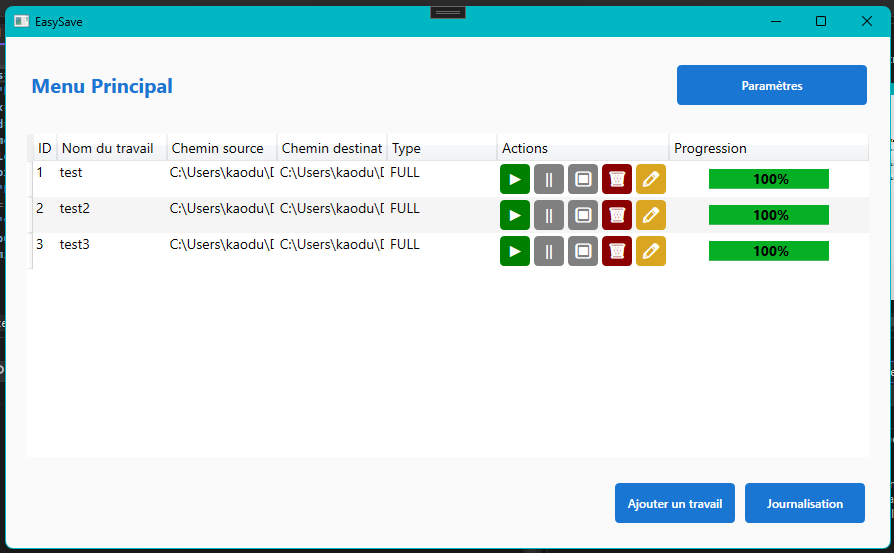 EasySave
Menu Principal
Paramètres
ID Nom du travail Chemin source Chemin destinat Type Actions Progression
1 test C:\Users\kaodu\ C:\Users\kaodu\ FULL 100%
2 test2 C:\Users\kaodu\ C:\Users\kaodu\ FULL 100%
3 test3 C:\Users\kaodu\ C:\Users\kaodu\ FULL 100%
Ajouter un travail Journalisation